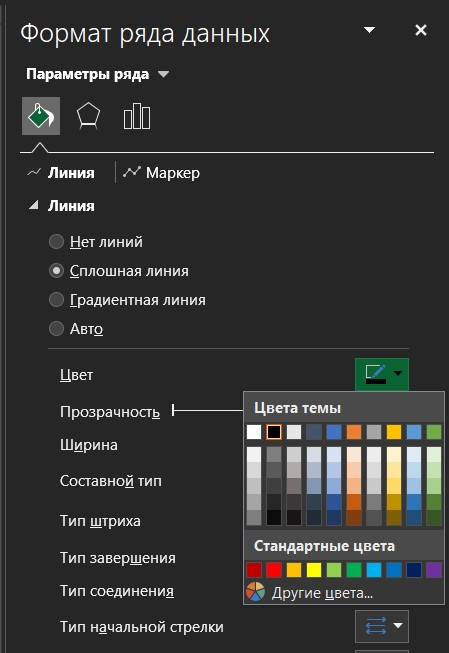 Формат ряда данных
Параметры ряда
Линия
Маркер
Линия
Нет линий
Сплошная линия
Градиентная линия
Авто
Цвет
Прозрачность
Ширина
Составной тип
Тип штриха
Тип завершения
Тип соединения
Тип начальной стрелки
Цвета темы
Стандартные цвета
Другие цвета...